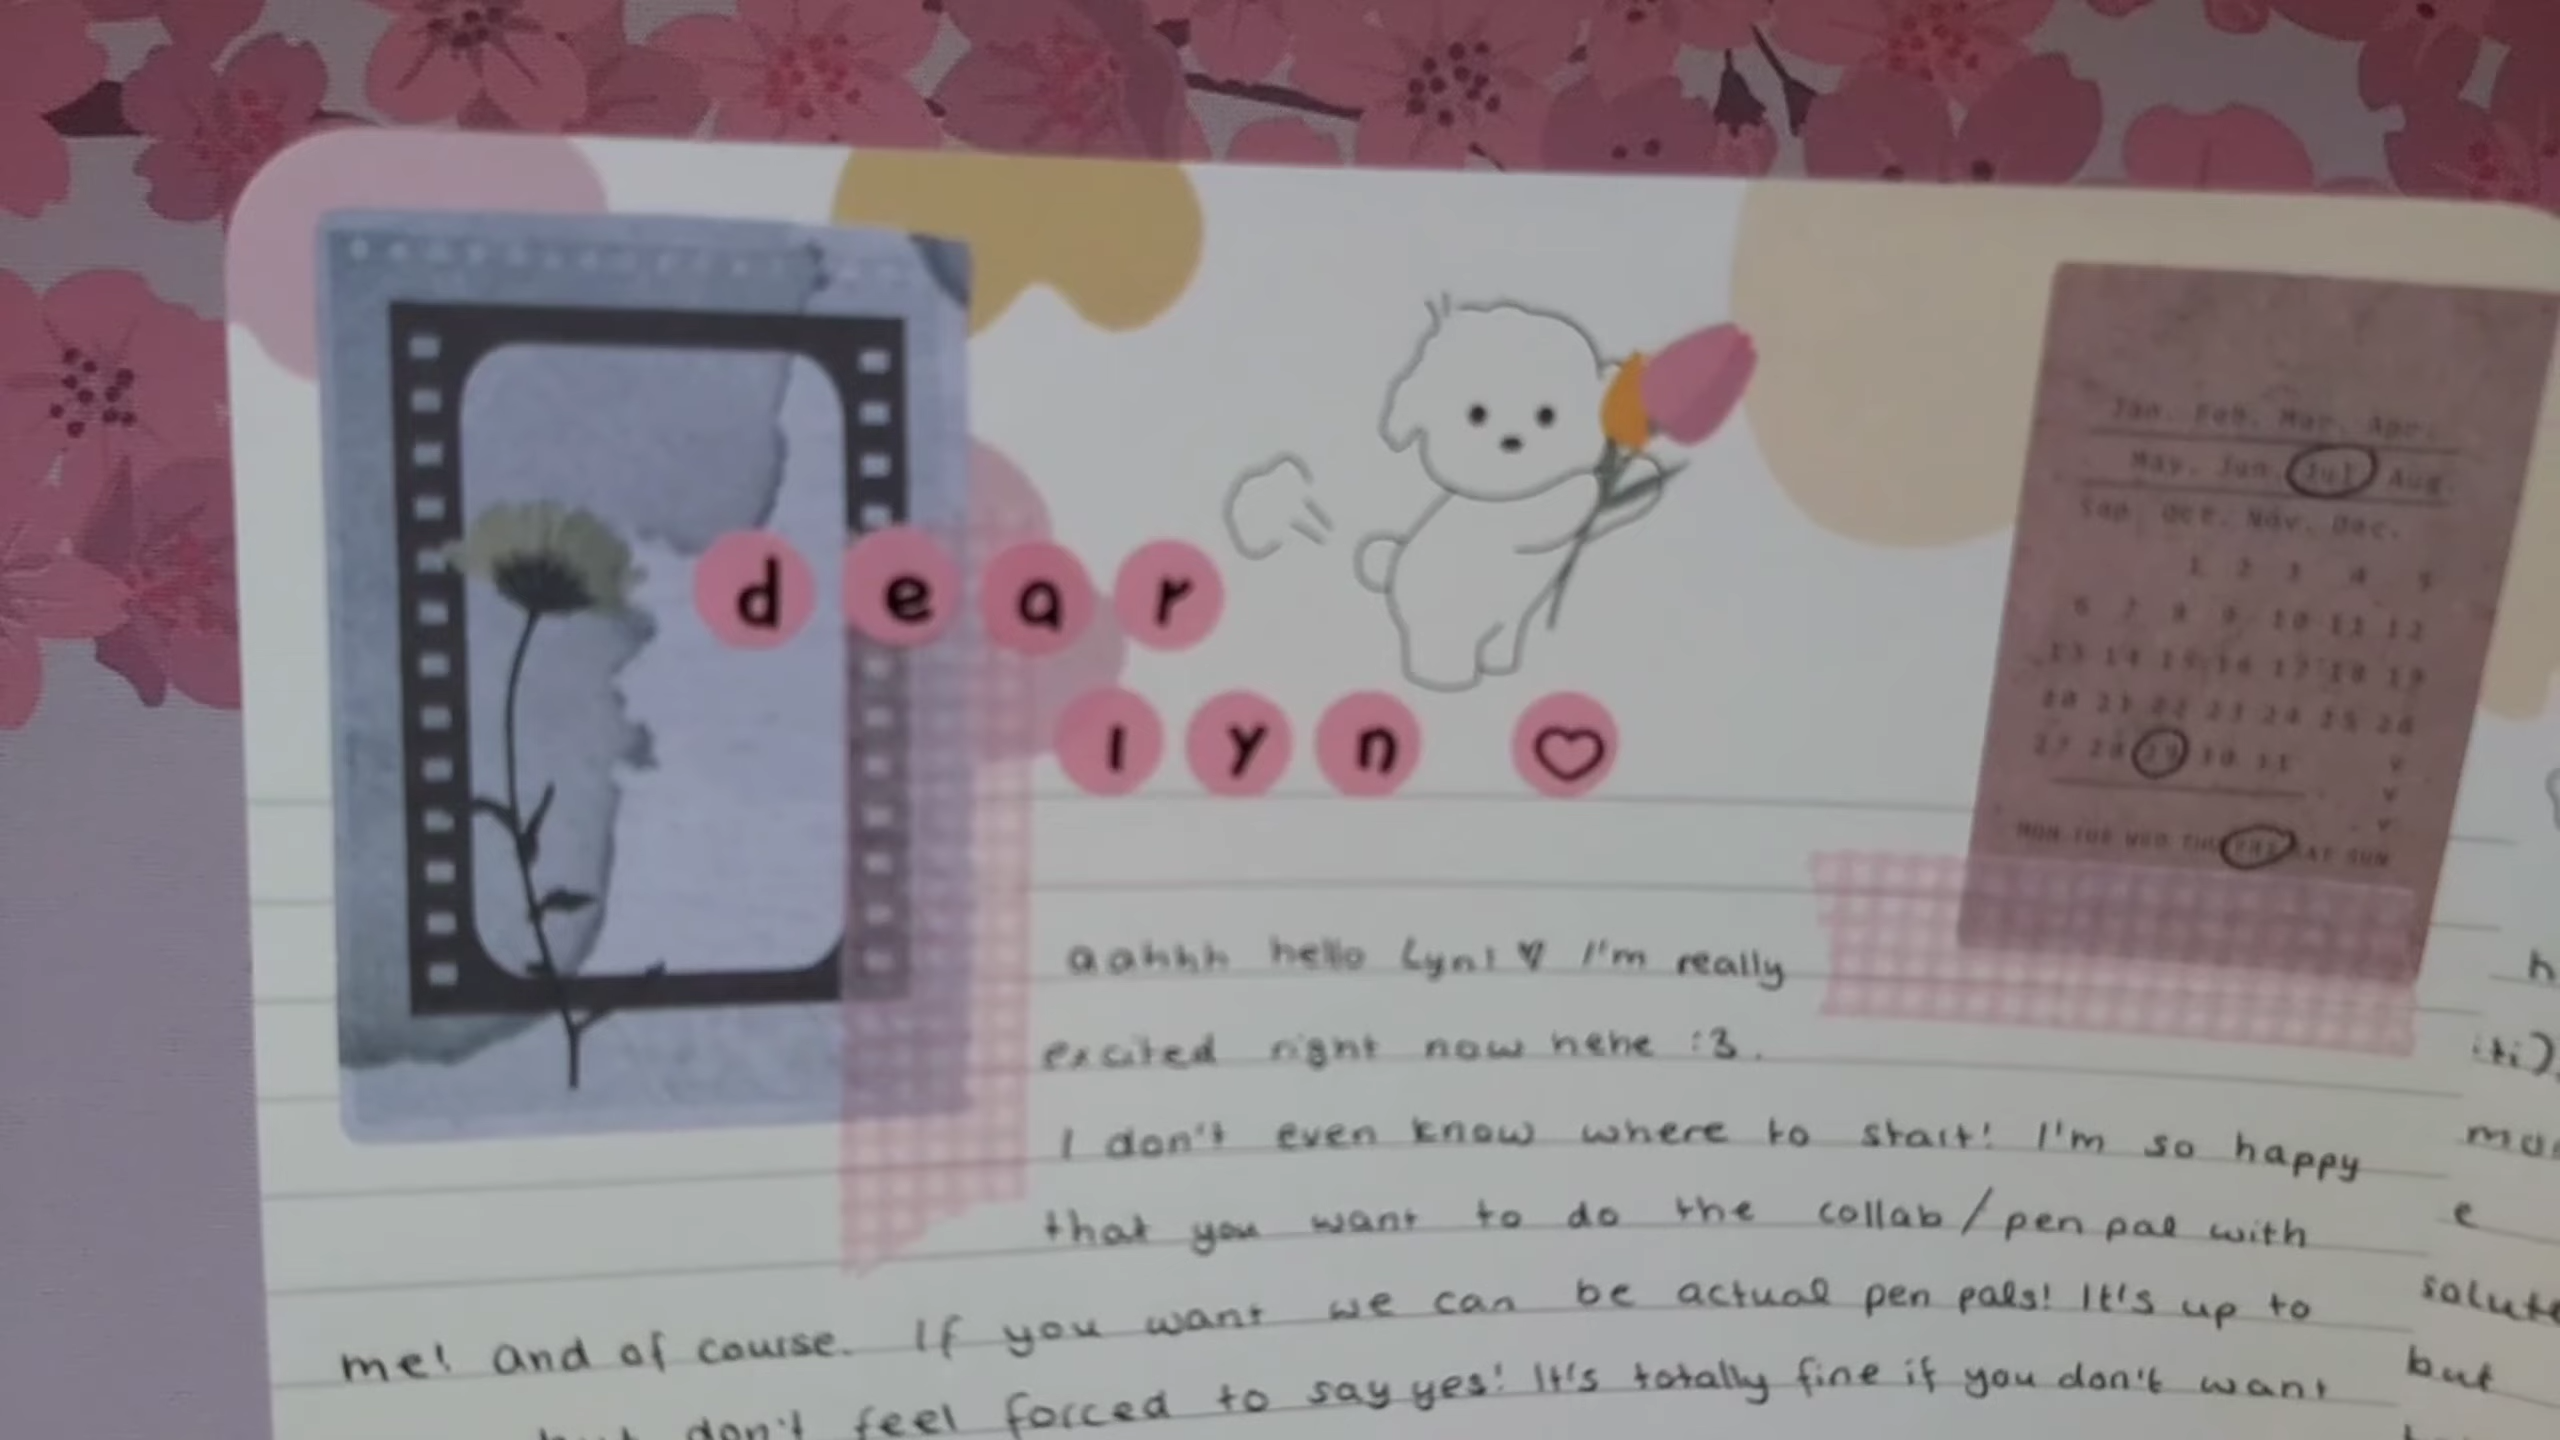 dear
lyn ♡
Jan. Feb. Mar. Apr.
May. Jun. Jul. Aug.
Sep. Oct. Nov. Dec.
1 2 3 4 5
6 7 8 9 10 11 12
13 14 15 16 17 18 19
20 21 22 23 24 25 26
27 28 29 30 31
MON TUE WED THU FRI SAT SUN
aahhh hello Lyn! ♡ I'm really
excited right now hehe :3.
I don't even know where to start! I'm so happy
that you want to do the collab/pen pal with
me! And of course. If you want we can be actual pen pals! It's up to
but don't feel forced to say yes! It's totally fine if you don't want
h
iti).
e
but